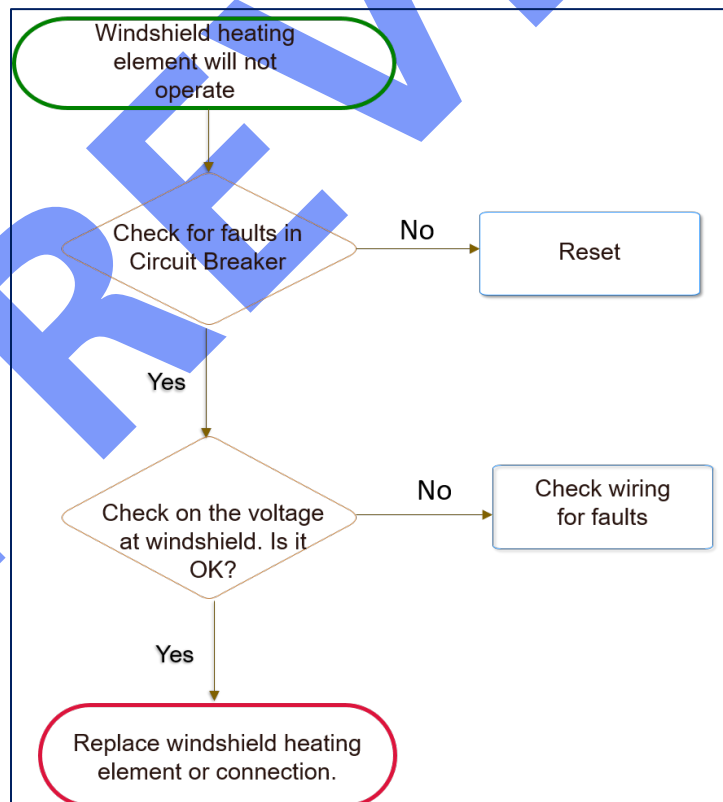 Windshield heating
element will not
operate
Check for faults in
Circuit Breaker
No
Reset
Yes
Check on the voltage
at windshield. Is it
OK?
No
Check wiring
for faults
Yes
Replace windshield heating
element or connection.